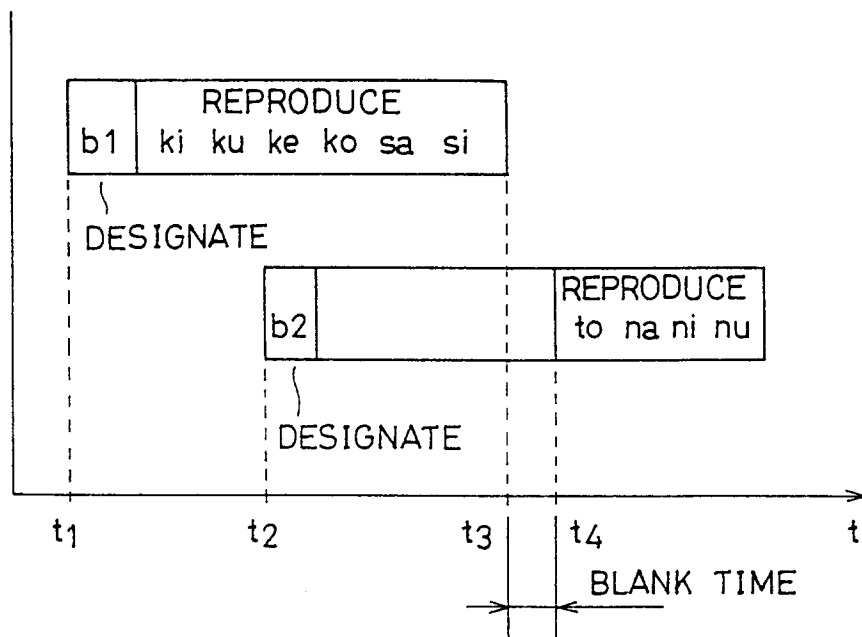 REPRODUCE
b1 ki ku ke ko sa si
DESIGNATE
REPRODUCE
b2 to na ni nu
DESIGNATE
t1 t2 t3 t4 t
BLANK TIME